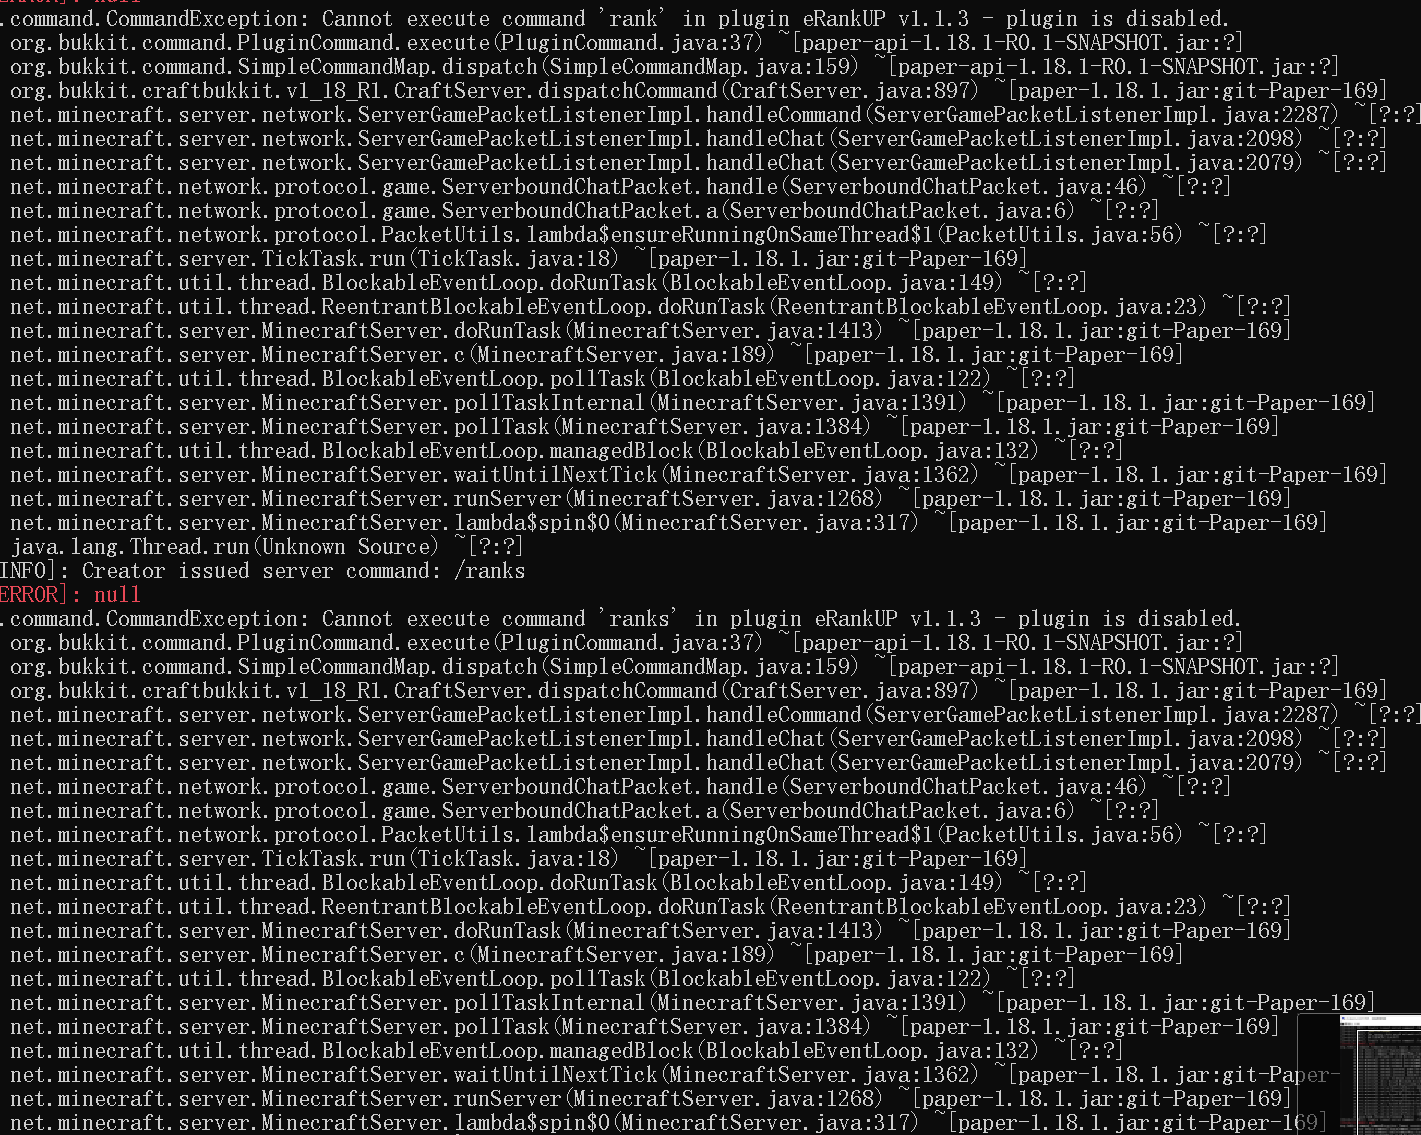 ERROR]: null
.command.CommandException: Cannot execute command 'rank' in plugin eRankUP v1.1.3 - plugin is disabled.
org.bukkit.command.PluginCommand.execute(PluginCommand.java:37) ~[paper-api-1.18.1-R0.1-SNAPSHOT.jar:?]
org.bukkit.command.SimpleCommandMap.dispatch(SimpleCommandMap.java:159) ~[paper-api-1.18.1-R0.1-SNAPSHOT.jar:?]
org.bukkit.craftbukkit.v1_18_R1.CraftServer.dispatchCommand(CraftServer.java:897) ~[paper-1.18.1.jar:git-Paper-169]
net.minecraft.server.network.ServerGamePacketListenerImpl.handleCommand(ServerGamePacketListenerImpl.java:2287) ~[?:?]
net.minecraft.server.network.ServerGamePacketListenerImpl.handleChat(ServerGamePacketListenerImpl.java:2098) ~[?:?]
net.minecraft.server.network.ServerGamePacketListenerImpl.handleChat(ServerGamePacketListenerImpl.java:2079) ~[?:?]
net.minecraft.network.protocol.game.ServerboundChatPacket.handle(ServerboundChatPacket.java:46) ~[?:?]
net.minecraft.network.protocol.game.ServerboundChatPacket.a(ServerboundChatPacket.java:6) ~[?:?]
net.minecraft.network.protocol.PacketUtils.lambda$ensureRunningOnSameThread$1(PacketUtils.java:56) ~[?:?]
net.minecraft.server.TickTask.run(TickTask.java:18) ~[paper-1.18.1.jar:git-Paper-169]
net.minecraft.util.thread.BlockableEventLoop.doRunTask(BlockableEventLoop.java:149) ~[?:?]
net.minecraft.util.thread.ReentrantBlockableEventLoop.doRunTask(ReentrantBlockableEventLoop.java:23) ~[?:?]
net.minecraft.server.MinecraftServer.doRunTask(MinecraftServer.java:1413) ~[paper-1.18.1.jar:git-Paper-169]
net.minecraft.server.MinecraftServer.c(MinecraftServer.java:189) ~[paper-1.18.1.jar:git-Paper-169]
net.minecraft.util.thread.BlockableEventLoop.pollTask(BlockableEventLoop.java:122) ~[?:?]
net.minecraft.server.MinecraftServer.pollTaskInternal(MinecraftServer.java:1391) ~[paper-1.18.1.jar:git-Paper-169]
net.minecraft.server.MinecraftServer.pollTask(MinecraftServer.java:1384) ~[paper-1.18.1.jar:git-Paper-169]
net.minecraft.util.thread.BlockableEventLoop.managedBlock(BlockableEventLoop.java:132) ~[?:?]
net.minecraft.server.MinecraftServer.waitUntilNextTick(MinecraftServer.java:1362) ~[paper-1.18.1.jar:git-Paper-169]
net.minecraft.server.MinecraftServer.runServer(MinecraftServer.java:1268) ~[paper-1.18.1.jar:git-Paper-169]
net.minecraft.server.MinecraftServer.lambda$spin$0(MinecraftServer.java:317) ~[paper-1.18.1.jar:git-Paper-169]
java.lang.Thread.run(Unknown Source) ~[?:?]
INFO]: Creator issued server command: /ranks
ERROR]: null
.command.CommandException: Cannot execute command 'ranks' in plugin eRankUP v1.1.3 - plugin is disabled.
org.bukkit.command.PluginCommand.execute(PluginCommand.java:37) ~[paper-api-1.18.1-R0.1-SNAPSHOT.jar:?]
org.bukkit.command.SimpleCommandMap.dispatch(SimpleCommandMap.java:159) ~[paper-api-1.18.1-R0.1-SNAPSHOT.jar:?]
org.bukkit.craftbukkit.v1_18_R1.CraftServer.dispatchCommand(CraftServer.java:897) ~[paper-1.18.1.jar:git-Paper-169]
net.minecraft.server.network.ServerGamePacketListenerImpl.handleCommand(ServerGamePacketListenerImpl.java:2287) ~[?:?]
net.minecraft.server.network.ServerGamePacketListenerImpl.handleChat(ServerGamePacketListenerImpl.java:2098) ~[?:?]
net.minecraft.server.network.ServerGamePacketListenerImpl.handleChat(ServerGamePacketListenerImpl.java:2079) ~[?:?]
net.minecraft.network.protocol.game.ServerboundChatPacket.handle(ServerboundChatPacket.java:46) ~[?:?]
net.minecraft.network.protocol.game.ServerboundChatPacket.a(ServerboundChatPacket.java:6) ~[?:?]
net.minecraft.network.protocol.PacketUtils.lambda$ensureRunningOnSameThread$1(PacketUtils.java:56) ~[?:?]
net.minecraft.server.TickTask.run(TickTask.java:18) ~[paper-1.18.1.jar:git-Paper-169]
net.minecraft.util.thread.BlockableEventLoop.doRunTask(BlockableEventLoop.java:149) ~[?:?]
net.minecraft.util.thread.ReentrantBlockableEventLoop.doRunTask(ReentrantBlockableEventLoop.java:23) ~[?:?]
net.minecraft.server.MinecraftServer.doRunTask(MinecraftServer.java:1413) ~[paper-1.18.1.jar:git-Paper-169]
net.minecraft.server.MinecraftServer.c(MinecraftServer.java:189) ~[paper-1.18.1.jar:git-Paper-169]
net.minecraft.util.thread.BlockableEventLoop.pollTask(BlockableEventLoop.java:122) ~[?:?]
net.minecraft.server.MinecraftServer.pollTaskInternal(MinecraftServer.java:1391) ~[paper-1.18.1.jar:git-Paper-169]
net.minecraft.server.MinecraftServer.pollTask(MinecraftServer.java:1384) ~[paper-1.18.1.jar:git-Paper-169]
net.minecraft.util.thread.BlockableEventLoop.managedBlock(BlockableEventLoop.java:132) ~[?:?]
net.minecraft.server.MinecraftServer.waitUntilNextTick(MinecraftServer.java:1362) ~[paper-1.18.1.jar:git-Paper-
net.minecraft.server.MinecraftServer.runServer(MinecraftServer.java:1268) ~[paper-1.18.1.jar:git-Paper-169]
net.minecraft.server.MinecraftServer.lambda$spin$0(MinecraftServer.java:317) ~[paper-1.18.1.jar:git-Paper-169]